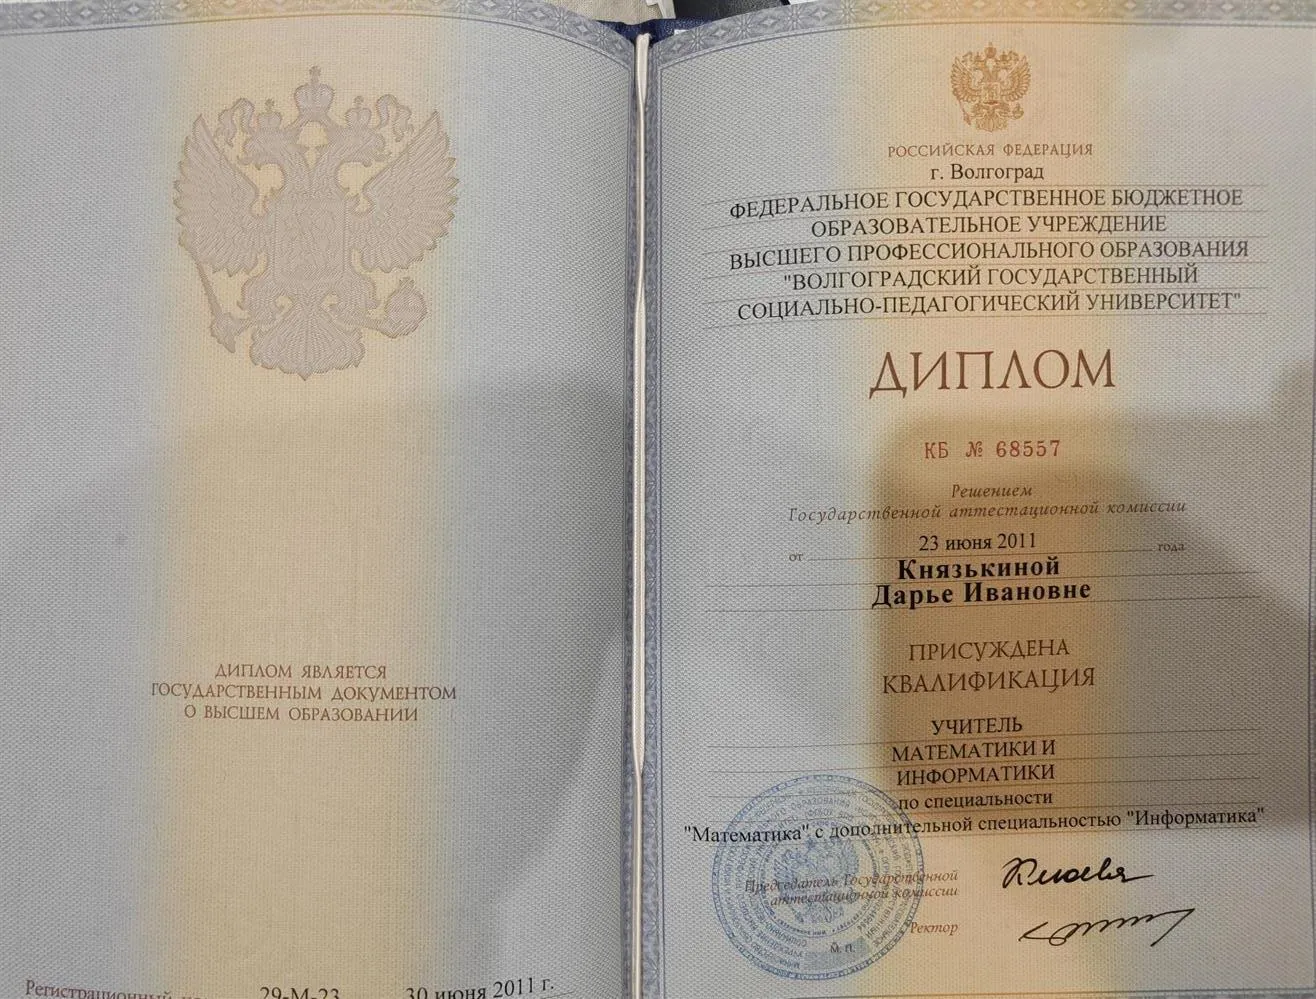 ДИПЛОМ ЯВЛЯЕТСЯ
ГОСУДАРСТВЕННЫМ ДОКУМЕНТОМ
О ВЫСШЕМ ОБРАЗОВАНИИ
Регистрационный 29-М-23 30 июня 2011 г.
РОССИЙСКАЯ ФЕДЕРАЦИЯ
г. Волгоград
ФЕДЕРАЛЬНОЕ ГОСУДАРСТВЕННОЕ БЮДЖЕТНОЕ
ОБРАЗОВАТЕЛЬНОЕ УЧРЕЖДЕНИЕ
ВЫСШЕГО ПРОФЕССИОНАЛЬНОГО ОБРАЗОВАНИЯ
"ВОЛГОГРАДСКИЙ ГОСУДАРСТВЕННЫЙ
СОЦИАЛЬНО-ПЕДАГОГИЧЕСКИЙ УНИВЕРСИТЕТ"
ДИПЛОМ
КБ № 68557
Решением
Государственной аттестационной комиссии
от 23 июня 2011 года
Князькиной
Дарье Ивановне
ПРИСУЖДЕНА
КВАЛИФИКАЦИЯ
УЧИТЕЛЬ
МАТЕМАТИКИ И
ИНФОРМАТИКИ
по специальности
"Математика" с дополнительной специальностью "Информатика"
Председатель Государственной
аттестационной комиссии
Ректор
М. П.